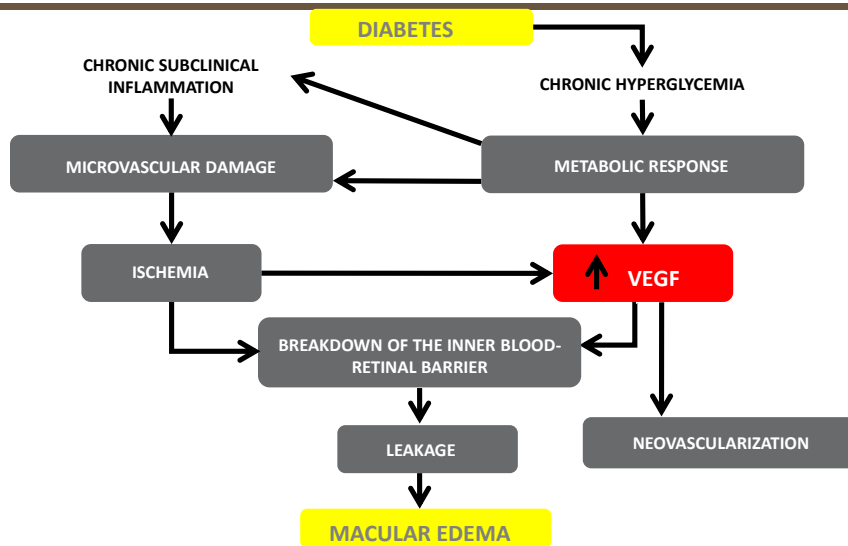 DIABETES
CHRONIC SUBCLINICAL
INFLAMMATION
CHRONIC HYPERGLYCEMIA
MICROVASCULAR DAMAGE
METABOLIC RESPONSE
ISCHEMIA
VEGF
BREAKDOWN OF THE INNER BLOOD-
RETINAL BARRIER
LEAKAGE
NEOVASCULARIZATION
MACULAR EDEMA